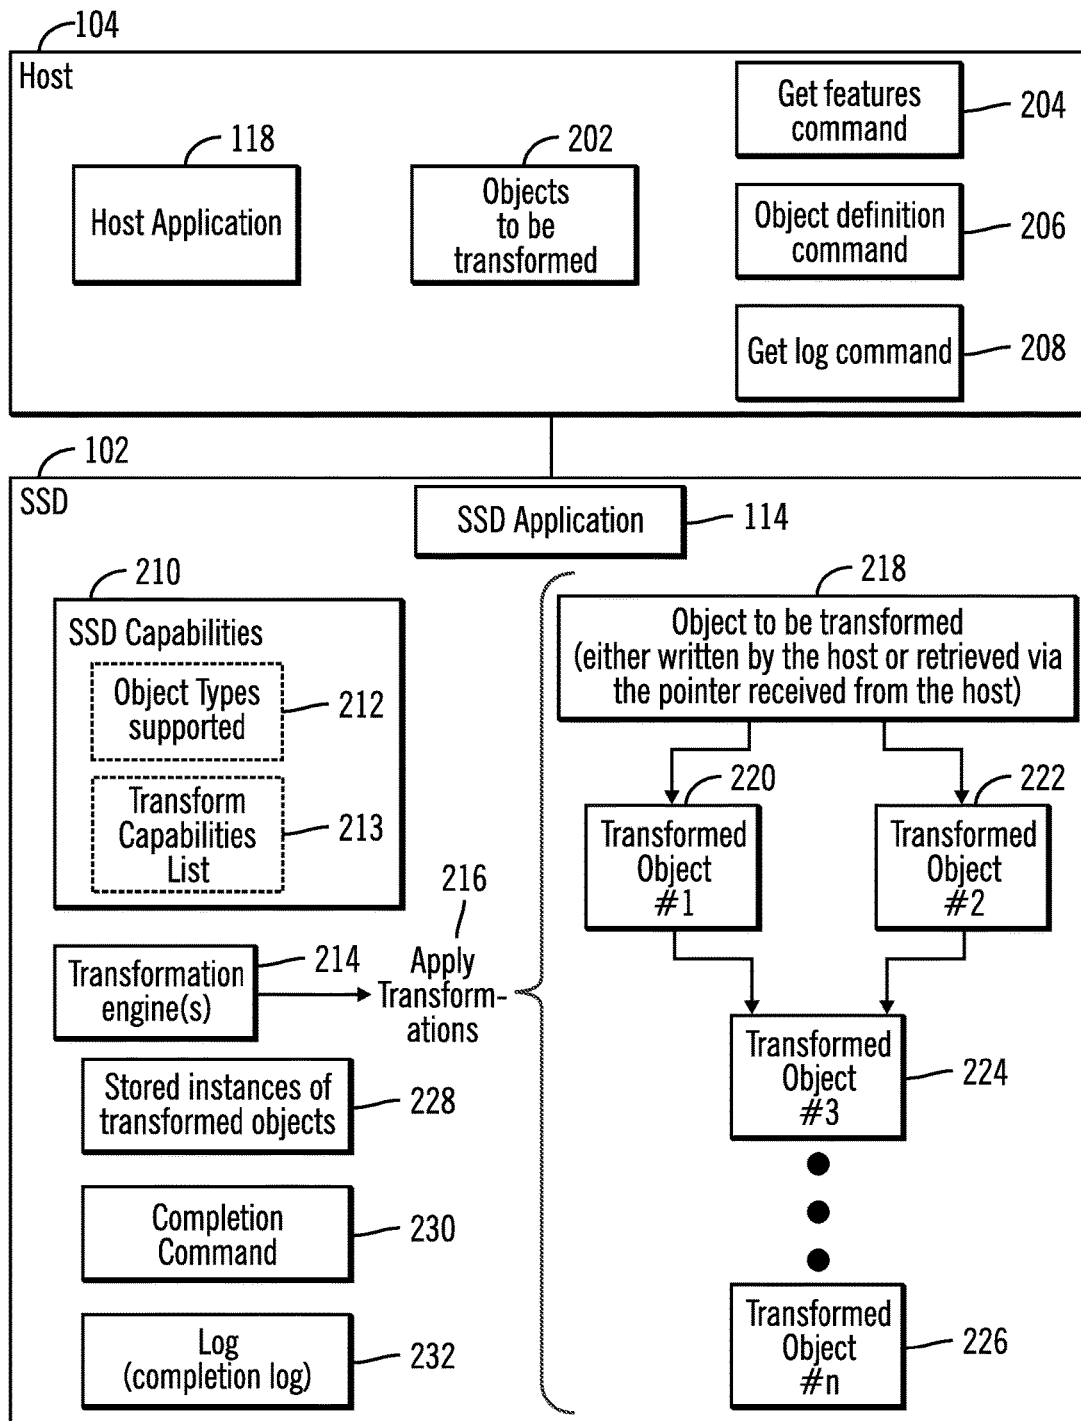 104
Host
118
Host Application
202
Objects
to be
transformed
Get features
command
204
Object definition
command
206
Get log command
208
102
SSD
SSD Application
114
210
SSD Capabilities
Object Types
supported
212
Transform
Capabilities
List
213
Transformation
engine(s)
214
216
Apply
Transform-
ations
218
Object to be transformed
(either written by the host or retrieved via
the pointer received from the host)
220
Transformed
Object
#1
222
Transformed
Object
#2
Transformed
Object
#3
224
Transformed
Object
#n
226
Stored instances of
transformed objects
228
Completion
Command
230
Log
(completion log)
232